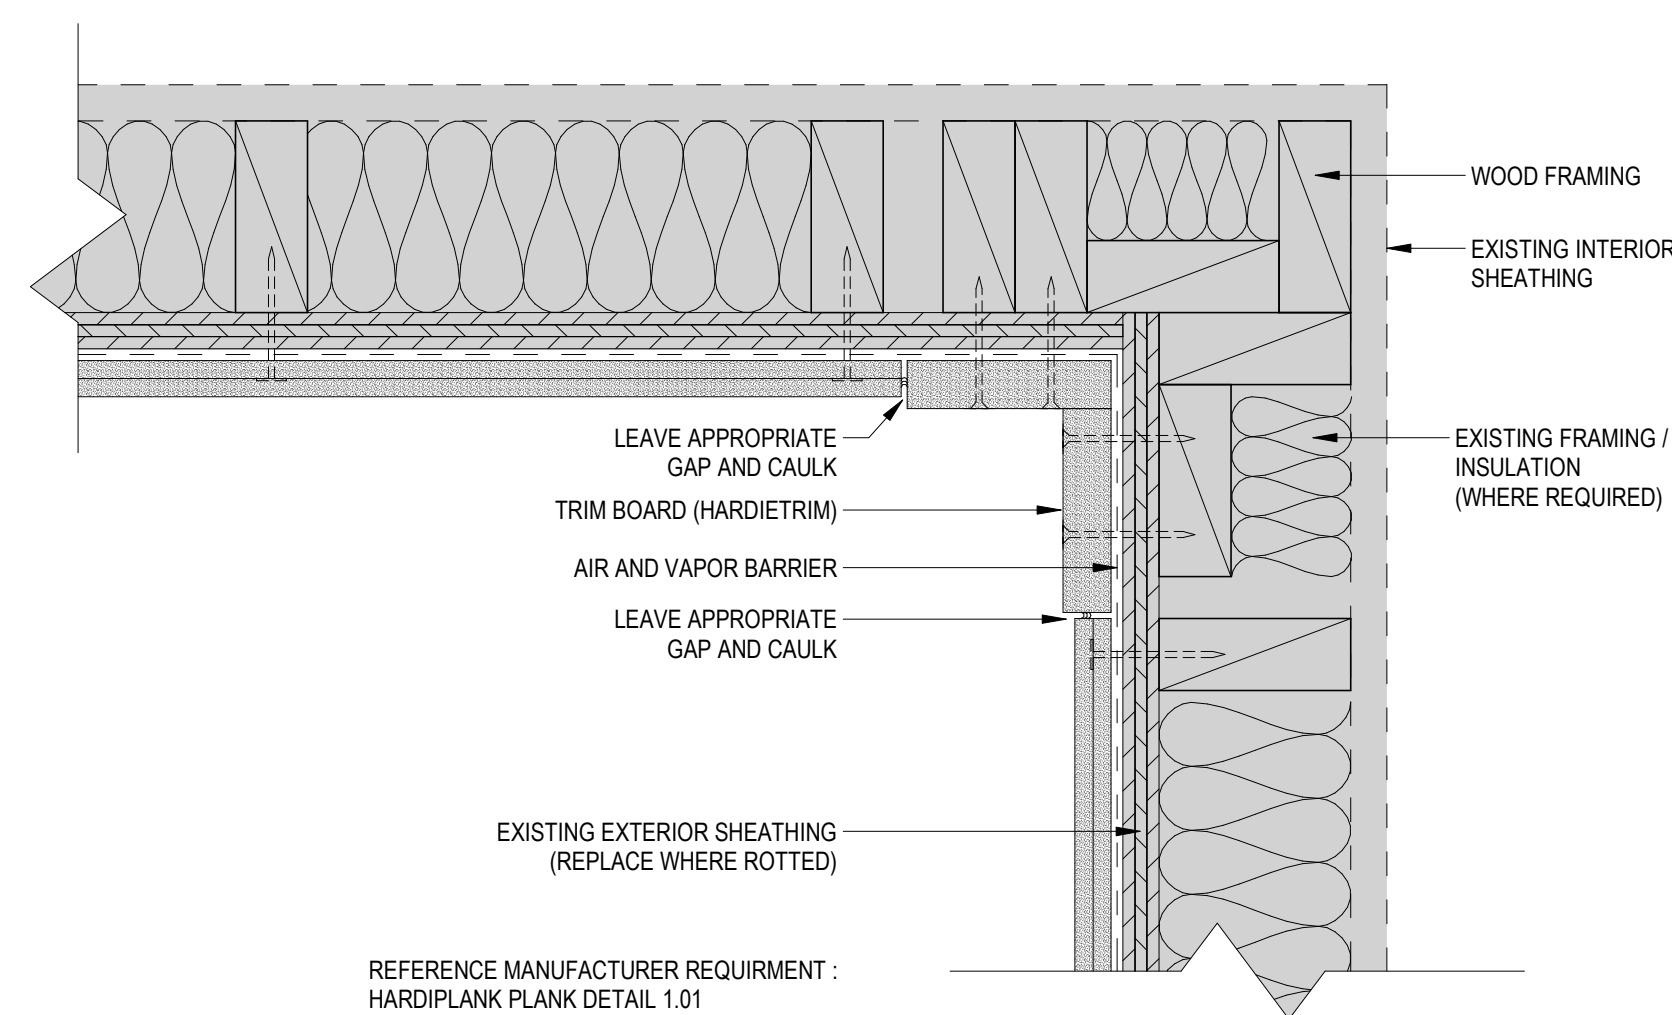 WOOD FRAMING
EXISTING INTERIOR
SHEATHING
LEAVE APPROPRIATE
GAP AND CAULK
EXISTING FRAMING /
INSULATION
(WHERE REQUIRED)
TRIM BOARD (HARDIETRIM)
AIR AND VAPOR BARRIER
LEAVE APPROPRIATE
GAP AND CAULK
EXISTING EXTERIOR SHEATHING
(REPLACE WHERE ROTTED)
REFERENCE MANUFACTURER REQUIRMENT :
HARDIPLANK PLANK DETAIL 1.01